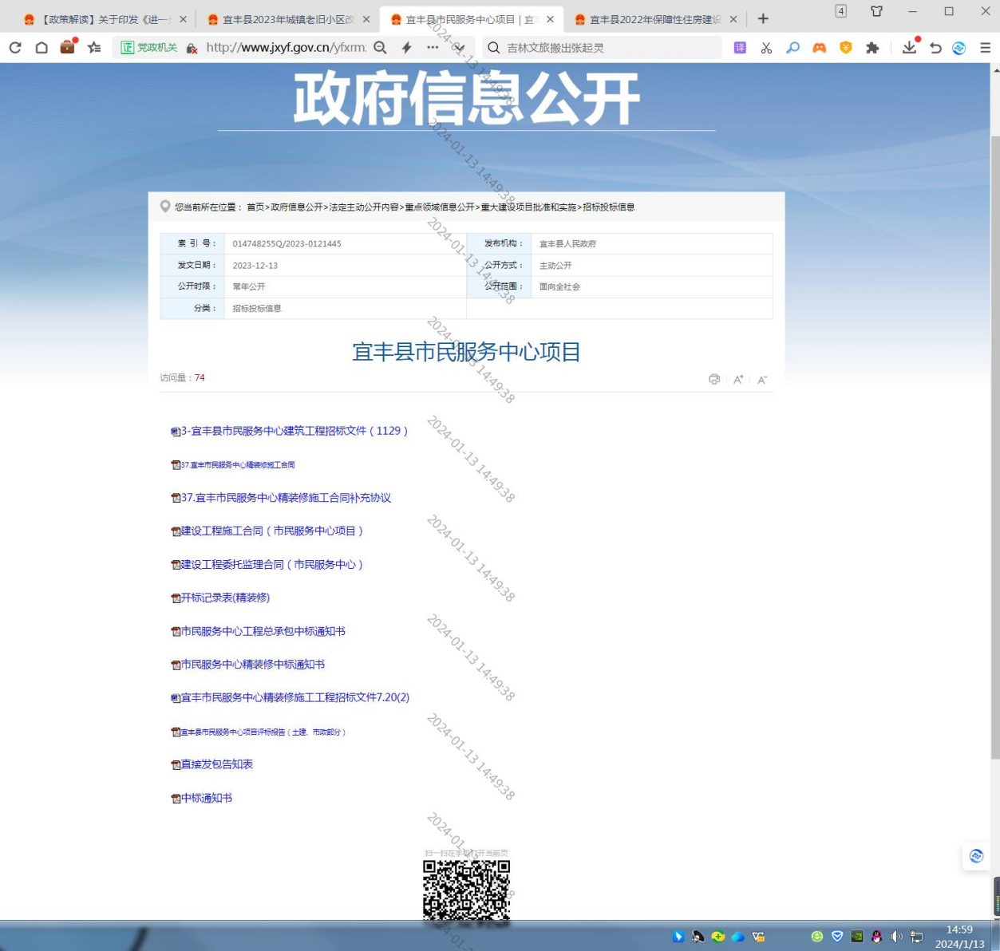 【政策解读】关于印发《进一
宜丰县2023年城镇老旧小区改
宜丰县市民服务中心项目 | 宜
宜丰县2022年保障性住房建设
4
证 党政机关
http://www.jxyf.gov.cn/yfxrm
吉林文旅搬出张起灵
译
政府信息公开
您当前所在位置： 首页>政府信息公开>法定主动公开内容>重点领域信息公开>重大建设项目批准和实施>招标投标信息
索 引 号： 014748255Q/2023-0121445 发布机构： 宜丰县人民政府
发文日期： 2023-12-13 公开方式： 主动公开
公开时限： 常年公开 公开范围： 面向全社会
分类： 招标投标信息
宜丰县市民服务中心项目
访问量：74
A+ A-
3-宜丰县市民服务中心建筑工程招标文件（1129）
37.宜丰市民服务中心精装修施工合同
37.宜丰市民服务中心精装修施工合同补充协议
建设工程施工合同（市民服务中心项目）
建设工程委托监理合同（市民服务中心）
开标记录表(精装修)
市民服务中心工程总承包中标通知书
市民服务中心精装修中标通知书
宜丰市民服务中心精装修施工工程招标文件7.20(2)
宜丰县市民服务中心项目评标报告（土建、市政部分）
直接发包告知表
中标通知书
扫一扫在手机打开当前页
2024-01-13 14:49:38
2024-01-13 14:49:38
2024-01-13 14:49:38
2024-01-13 14:49:38
2024-01-13 14:49:38
2024-01-13 14:49:38
2024-01-13 14:49:38
2024-01-13 14:49:38
14:59
2024/1/13